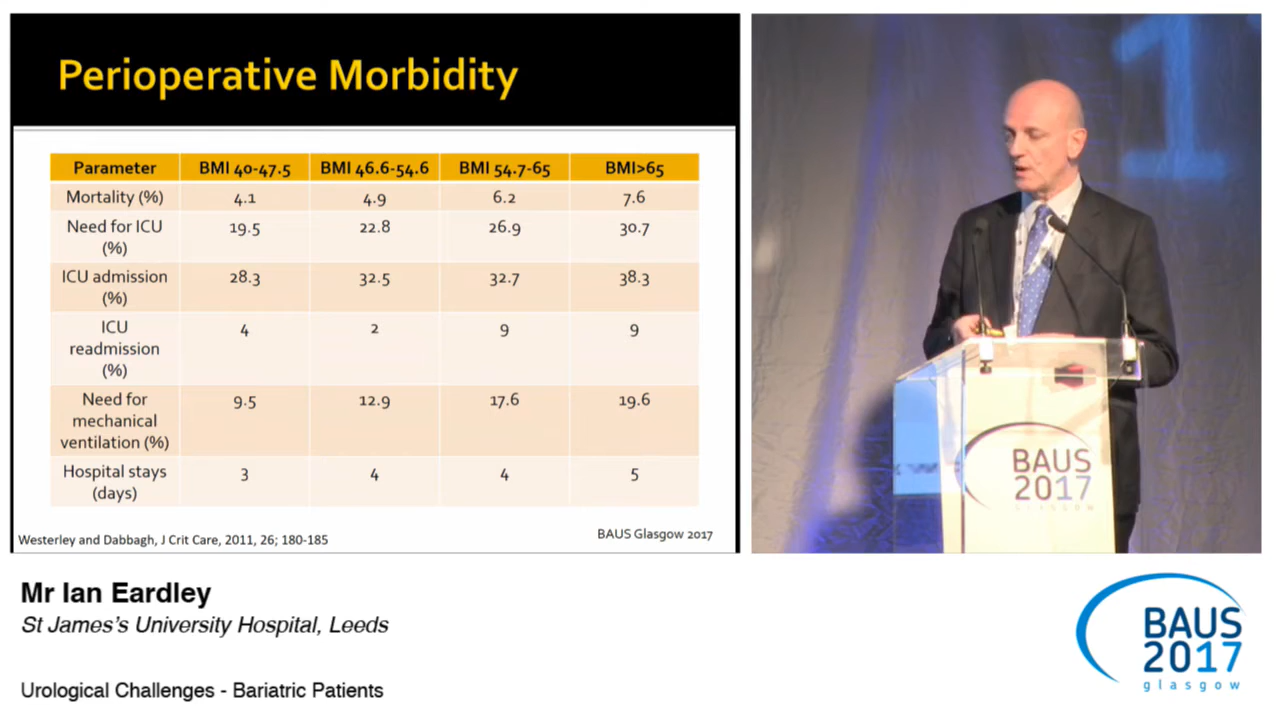 Perioperative Morbidity
Parameter BMI 40-47.5 BMI 46.6-54.6 BMI 54.7-65 BMI>65
Mortality (%) 4.1 4.9 6.2 7.6
Need for ICU (%) 19.5 22.8 26.9 30.7
ICU admission (%) 28.3 32.5 32.7 38.3
ICU readmission (%) 4 2 9 9
Need for mechanical ventilation (%) 9.5 12.9 17.6 19.6
Hospital stays (days) 3 4 4 5
Westerley and Dabbagh, J Crit Care, 2011, 26; 180-185
BAUS Glasgow 2017
1
BAUS
2017
GLASGOW
Mr Ian Eardley
St James's University Hospital, Leeds
Urological Challenges - Bariatric Patients
BAUS
2017
glasgow